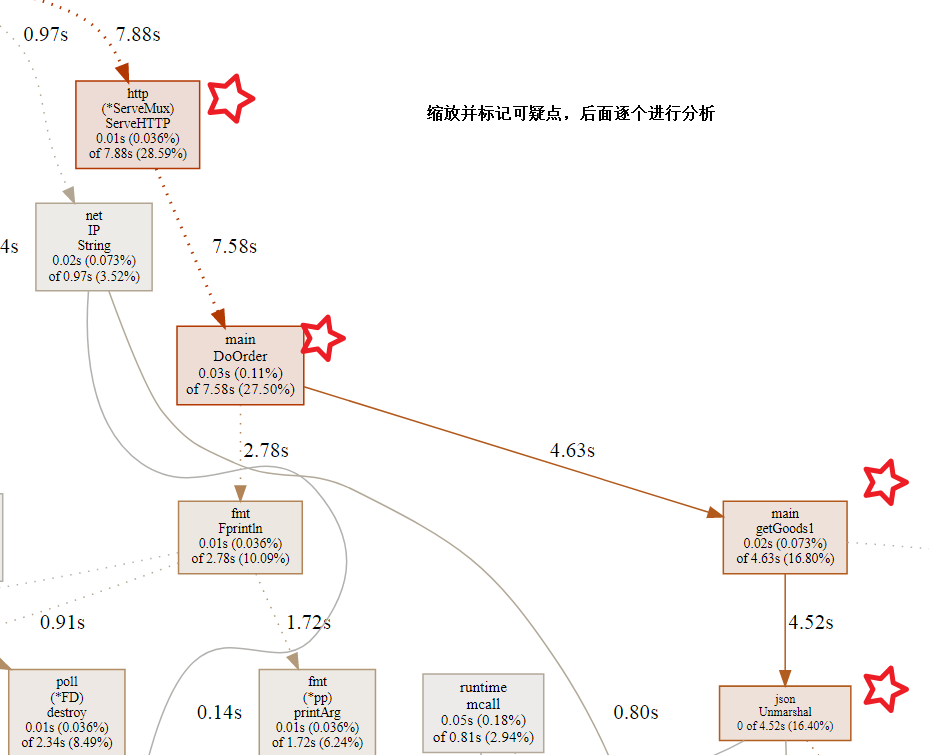 0.97s
7.88s
http
(*ServeMux)
ServeHTTP
0.01s (0.036%)
of 7.88s (28.59%)
缩放并标记可疑点，后面逐个进行分析
net
IP
String
0.02s (0.073%)
of 0.97s (3.52%)
4s
7.58s
main
DoOrder
0.03s (0.11%)
of 7.58s (27.50%)
2.78s
4.63s
fmt
Fprintln
0.01s (0.036%)
of 2.78s (10.09%)
main
getGoods1
0.02s (0.073%)
of 4.63s (16.80%)
0.91s
1.72s
4.52s
poll
(*FD)
destroy
0.01s (0.036%)
of 2.34s (8.49%)
0.14s
fmt
(*pp)
printArg
0.01s (0.036%)
of 1.72s (6.24%)
runtime
mcall
0.05s (0.18%)
of 0.81s (2.94%)
0.80s
json
Unmarshal
0 of 4.52s (16.40%)